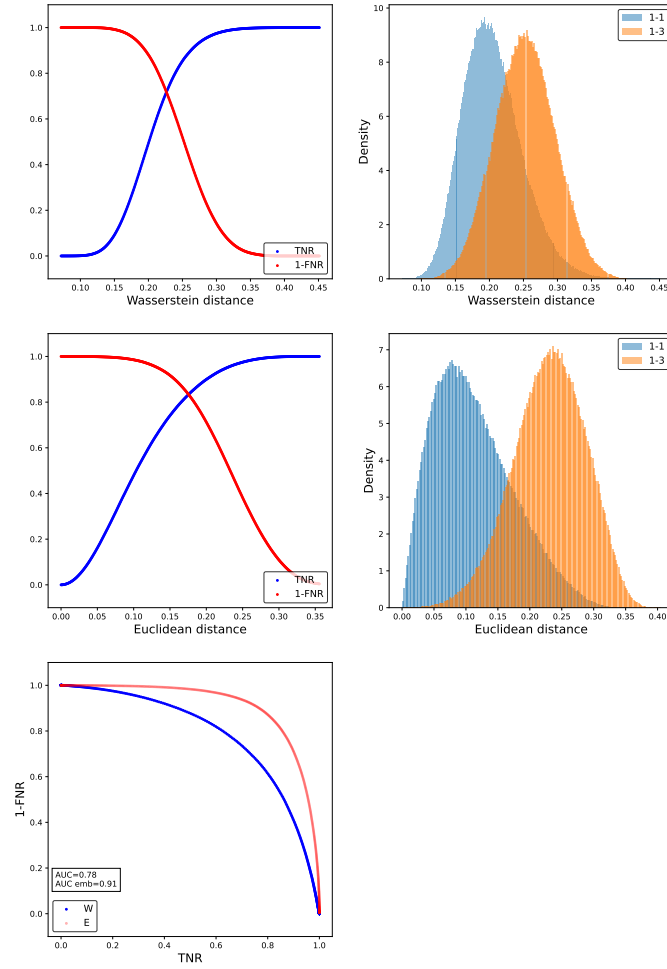 1.0
0.8
0.6
0.4
0.2
0.0
TNR
1-FNR
0.10 0.15 0.20 0.25 0.30 0.35 0.40 0.45
Wasserstein distance
Density
10
8
6
4
2
0
1-1
1-3
0.10 0.15 0.20 0.25 0.30 0.35 0.40 0.45
Wasserstein distance
1.0
0.8
0.6
0.4
0.2
0.0
TNR
1-FNR
0.00 0.05 0.10 0.15 0.20 0.25 0.30 0.35
Euclidean distance
Density
7
6
5
4
3
2
1
0
1-1
1-3
0.00 0.05 0.10 0.15 0.20 0.25 0.30 0.35 0.40
Euclidean distance
1-FNR
1.0
0.8
0.6
0.4
0.2
0.0
AUC=0.78
AUC emb=0.91
W
E
0.0 0.2 0.4 0.6 0.8 1.0
TNR